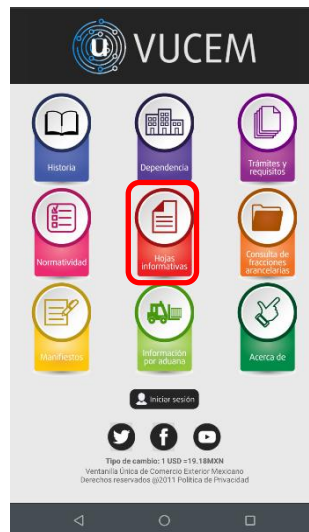 VUCEM
Historia
Dependencia
Trámites y
requisitos
Normatividad
Hojas
informativas
Consulta de
fracciones
arancelarias
Manifiestos
Información
por aduana
Acerca de
Iniciar sesión
Tipo de cambio: 1 USD =19.18MXN
Ventanilla Única de Comercio Exterior Mexicano
Derechos reservados @2011 Política de Privacidad